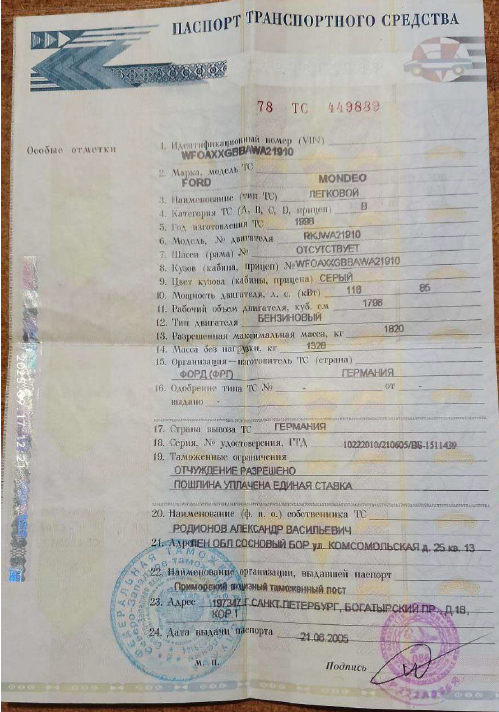 ПАСПОРТ ТРАНСПОРТНОГО СРЕДСТВА
78 ТС 449889
Особые отметки
1. Идентификационный номер (VIN)
WFOAXXGBBAWA21910
2. Марка, модель ТС
FORD MONDEO
3. Наименование (тип ТС) ЛЕГКОВОЙ
4. Категория ТС (А, В, С, D, прицеп) В
5. Год изготовления ТС 1998
6. Модель, № двигателя RKJWA21910
7. Шасси (рама) № ОТСУТСТВУЕТ
8. Кузов (кабина, прицеп) № WFOAXXGBBAWA21910
9. Цвет кузова (кабины, прицепа) СЕРЫЙ
10. Мощность двигателя, л. с. (кВт) 116 85
11. Рабочий объем двигателя, куб. см 1796
12. Тип двигателя БЕНЗИНОВЫЙ
13. Разрешенная максимальная масса, кг 1820
14. Масса без нагрузки, кг 1326
15. Организация—изготовитель ТС (страна)
ФОРД (ФРГ) ГЕРМАНИЯ
16. Одобрение типа ТС № - от -
выдано -
17. Страна вывоза ТС ГЕРМАНИЯ
18. Серия, № удостоверения, ГТД 10222010/210605/ВБ-1511439
19. Таможенные ограничения
ОТЧУЖДЕНИЕ РАЗРЕШЕНО
ПОШЛИНА УПЛАЧЕНА ЕДИНАЯ СТАВКА
20. Наименование (ф. и. о.) собственника ТС
РОДИОНОВ АЛЕКСАНДР ВАСИЛЬЕВИЧ
21. Адрес ЛЕН ОБЛ СОСНОВЫЙ БОР ул. КОМСОМОЛЬСКАЯ д. 25 кв. 13
22. Наименование организации, выдавшей паспорт
Приморский акцизный таможенный пост
23. Адрес 197347 Г.САНКТ-ПЕТЕРБУРГ, БОГАТЫРСКИЙ ПР., Д.18,
КОР.1
24. Дата выдачи паспорта 21.06.2005
М. п. Подпись